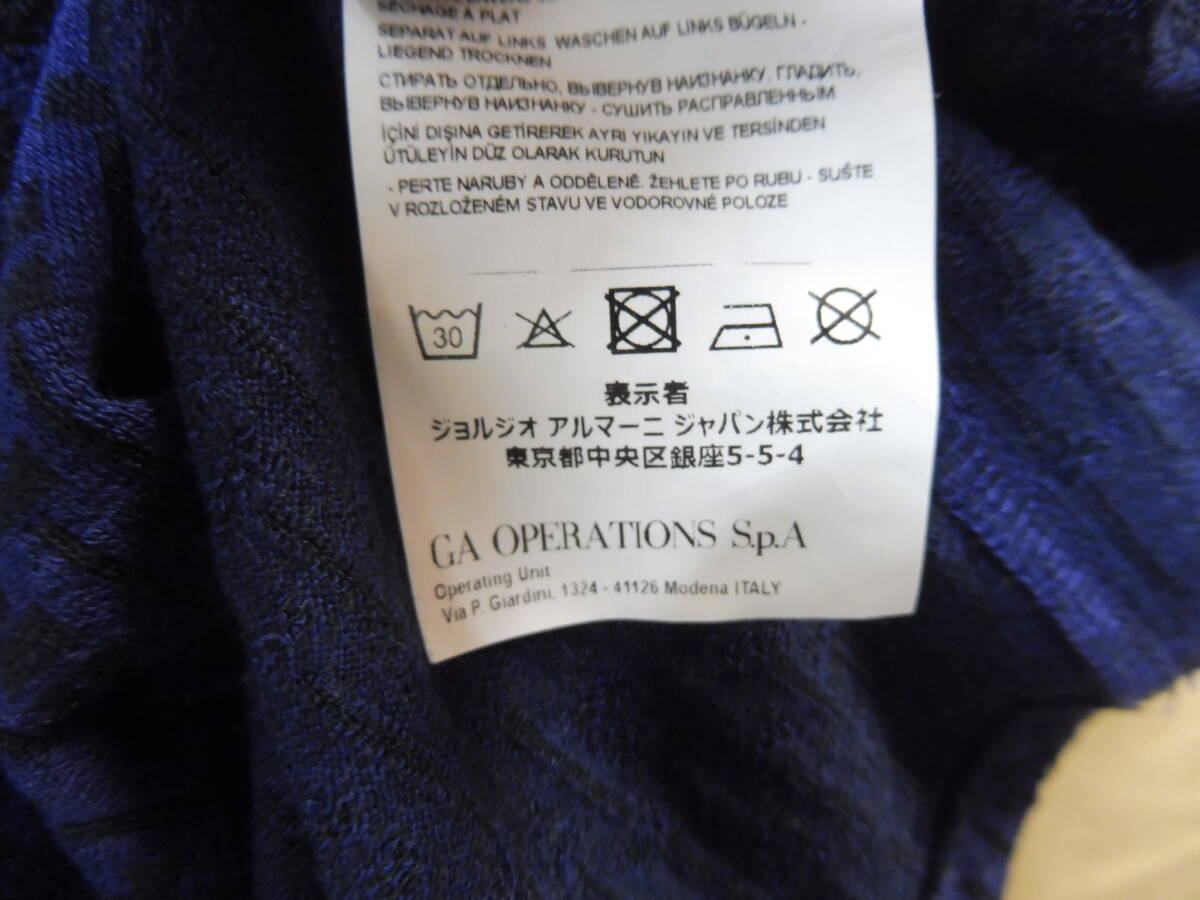 SÉCHAGE À PLAT
SEPARAT AUF LINKS WASCHEN AUF LINKS BÜGELN -
LIEGEND TROCKNEN
СТИРАТЬ ОТДЕЛЬНО, ВЫВЕРНУВ НАИЗНАНКУ. ГЛАДИТЬ,
ВЫВЕРНУВ НАИЗНАНКУ - СУШИТЬ РАСПРАВЛЕННЫМ
İÇİNİ DIŞINA GETİREREK AYRI YIKAYIN VE TERSİNDEN
ÜTÜLEYİN DÜZ OLARAK KURUTUN
- PERTE NARUBY A ODDĚLENĚ. ŽEHLETE PO RUBU - SUŠTE
V ROZLOŽENÉM STAVU VE VODOROVNÉ POLOZE
30
表示者
ジョルジオ アルマーニ ジャパン株式会社
東京都中央区銀座5-5-4
GA OPERATIONS S.p.A
Operating Unit
Via P. Giardini, 1324 - 41126 Modena ITALY